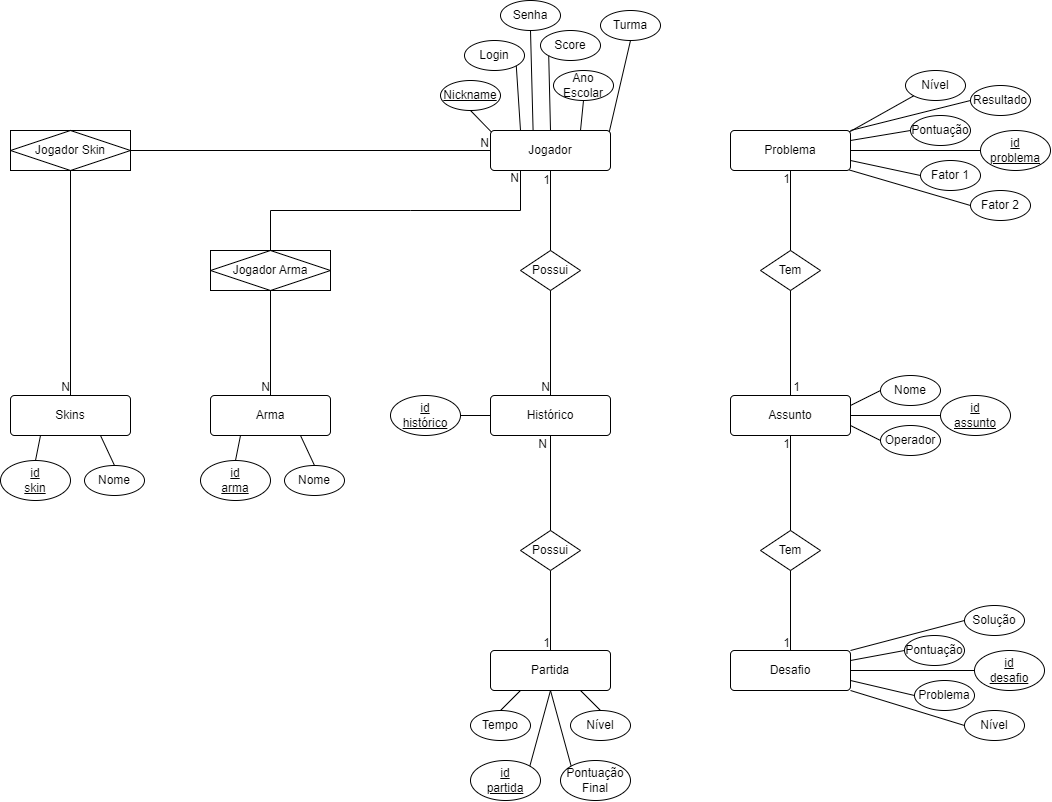 Senha
Turma
Login
Score
Nickname
Ano
Escolar
Nível
Resultado
Pontuação
id
problema
Fator 1
Fator 2
Jogador Skin
N
Jogador
Problema
N
1
1
Jogador Arma
Possui
Tem
N
N
N
1
Skins
Arma
id
histórico
Histórico
Assunto
Nome
id
assunto
Operador
N
1
id
skin
Nome
id
arma
Nome
Possui
Tem
1
1
Partida
Desafio
Solução
Pontuação
id
desafio
Problema
Nível
Tempo
Nível
id
partida
Pontuação
Final